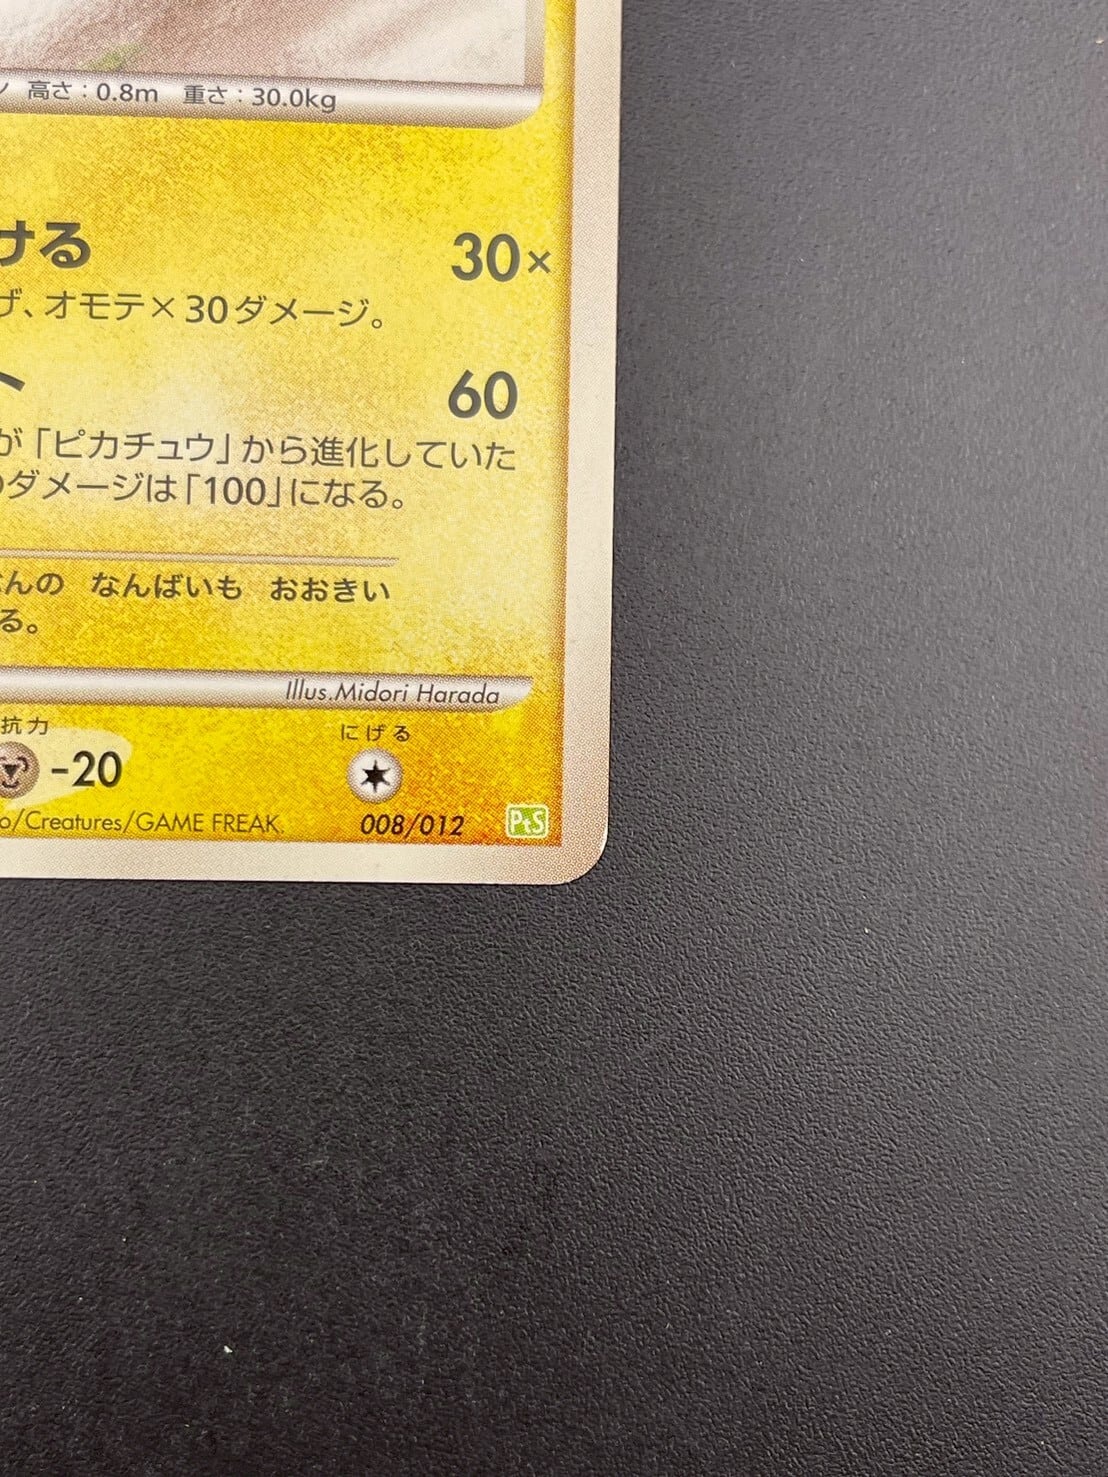 高さ：0.8m 重さ：30.0kg
ける 30×
げ、オモテ×30ダメージ。
ト 60
が「ピカチュウ」から進化していた
のダメージは「100」になる。
んの なんばいも おおきい
る。
Illus.Midori Harada
抗力 にげる
-20
o/Creatures/GAME FREAK. 008/012 PtS